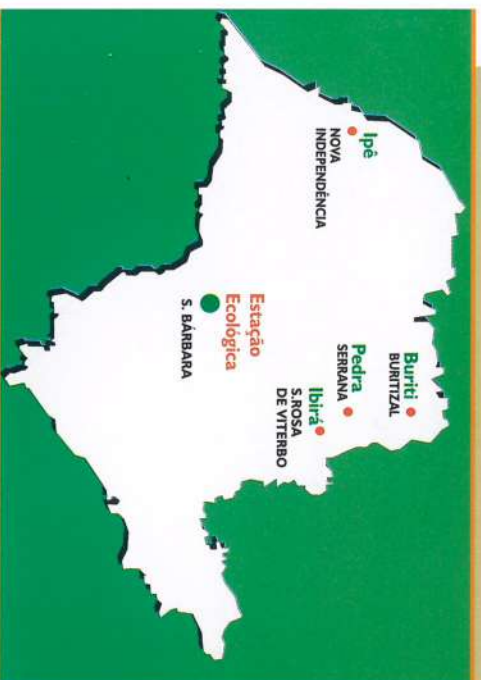 Ipê
NOVA
INDEPENDÊNCIA
Buriti
BURITIZAL
Pedra
SERRANA
Ibirá
S.ROSA
DE VITERBO
Estação
Ecológica
S. BÁRBARA